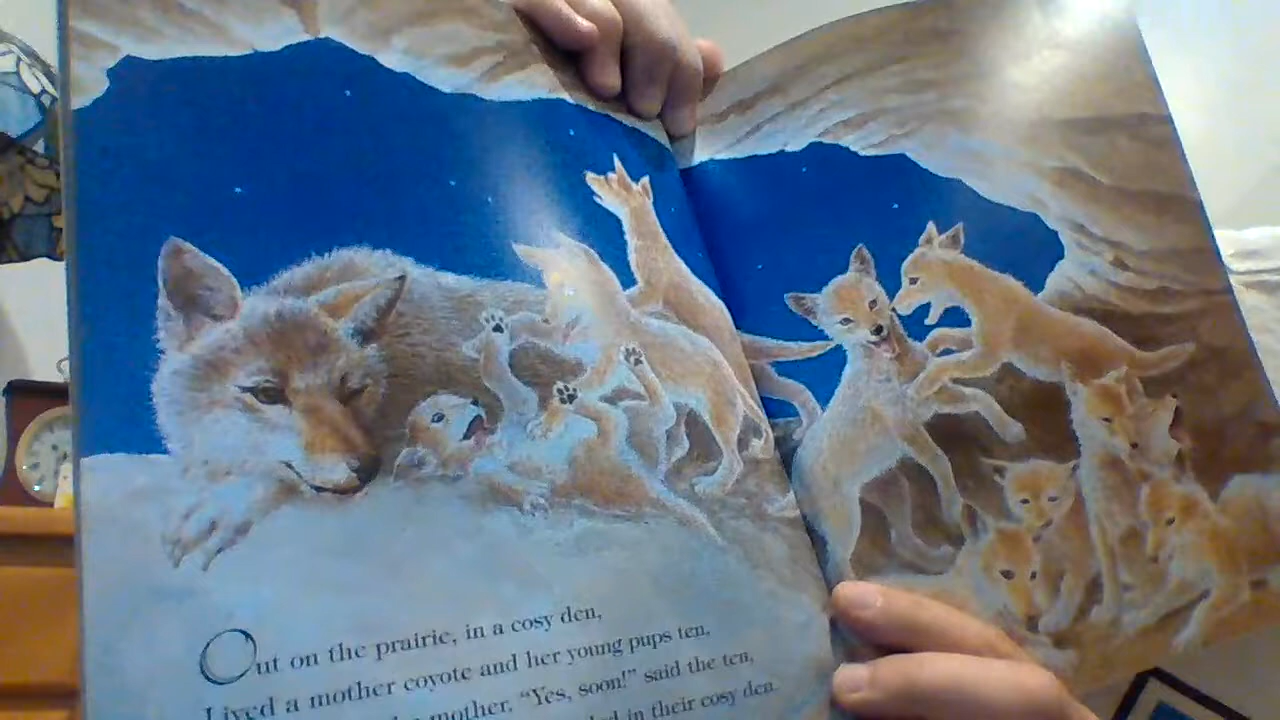 Out on the prairie, in a cosy den,
Lived a mother coyote and her young pups ten,
mother. "Yes, soon!" said the ten,
in their cosy den.